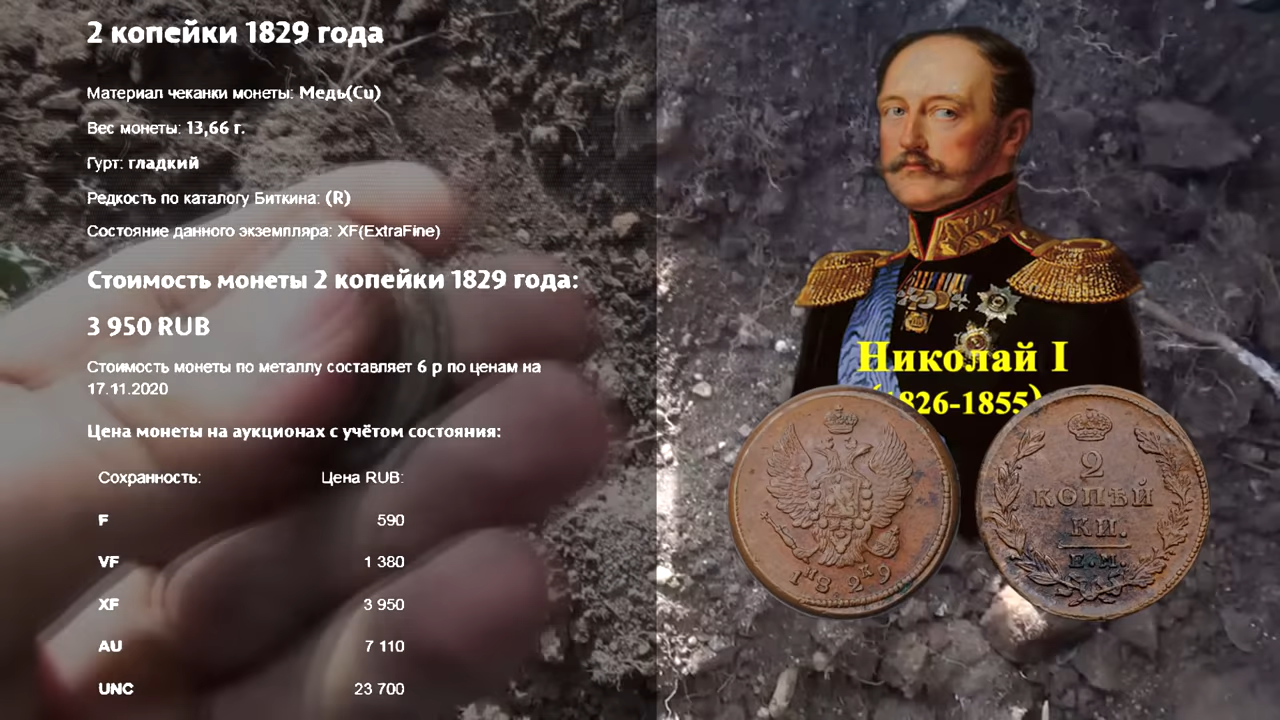 2 копейки 1829 года
Материал чеканки монеты: Медь(Cu)
Вес монеты: 13,66 г.
Гурт: гладкий
Редкость по каталогу Биткина: (R)
Состояние данного экземпляра: XF(ExtraFine)
Стоимость монеты 2 копейки 1829 года:
3 950 RUB
Стоимость монеты по металлу составляет 6 р по ценам на
17.11.2020
Цена монеты на аукционах с учётом состояния:
Сохранность: Цена RUB:
F 590
VF 1 380
XF 3 950
AU 7 110
UNC 23 700
Николай I
(1826-1855)
1829
2
КОПѢЙ
КИ.
Е.М.